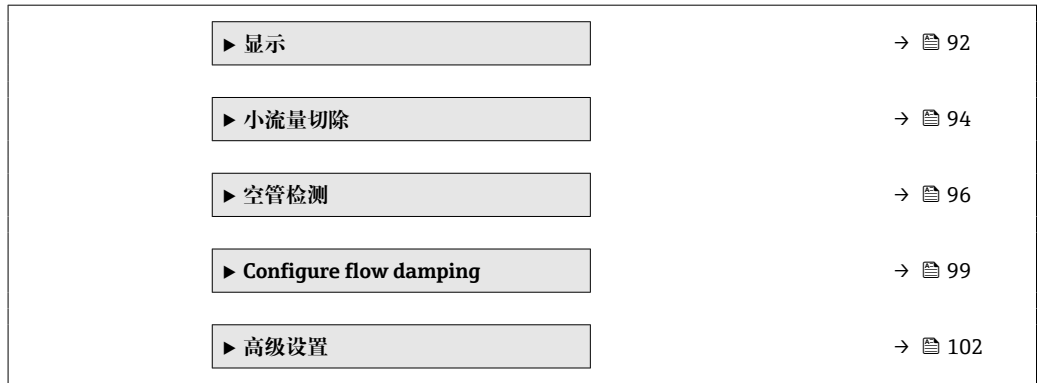 ▶ 显示 → 92
▶ 小流量切除 → 94
▶ 空管检测 → 96
▶ Configure flow damping → 99
▶ 高级设置 → 102